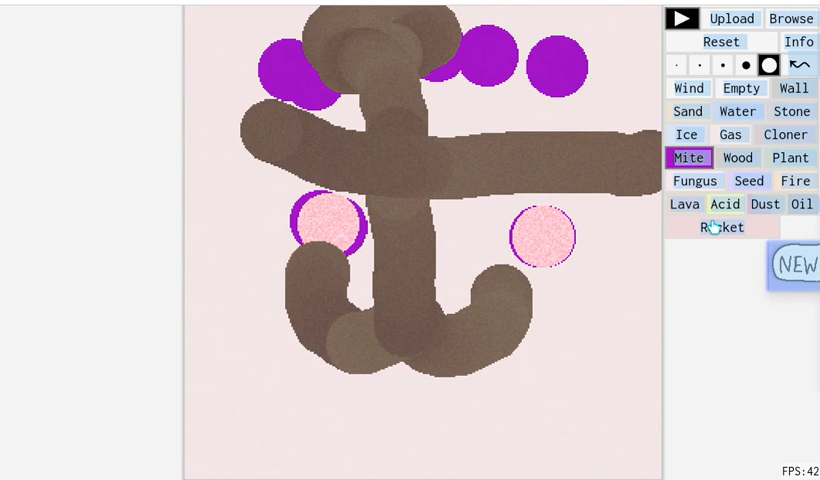 Upload Browse
Reset Info
Wind Empty Wall
Sand Water Stone
Ice Gas Cloner
Mite Wood Plant
Fungus Seed Fire
Lava Acid Dust Oil
Rocket
NEW
FPS:42